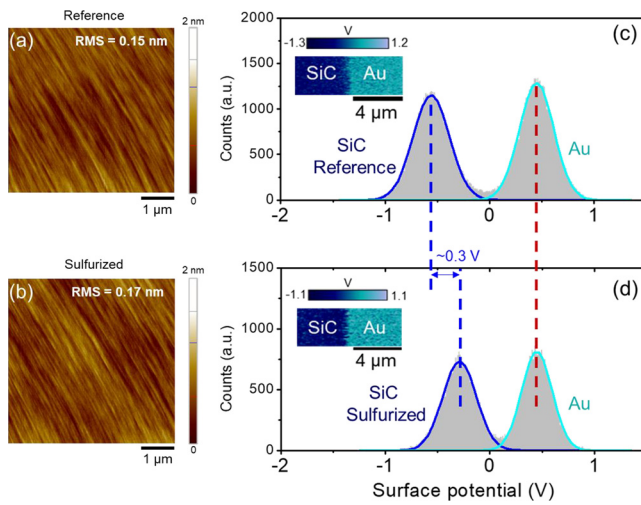 Reference
(a)
RMS = 0.15 nm
2 nm
0
1 µm
Sulfurized
(b)
RMS = 0.17 nm
2 nm
0
1 µm
(c)
V
-1.3
1.2
SiC
Au
4 µm
SiC
Reference
Au
Counts (a.u.)
2000
1500
1000
500
0
-2
-1
0
1
~0.3 V
(d)
V
-1.1
1.1
SiC
Au
4 µm
SiC
Sulfurized
Au
Counts (a.u.)
1500
1000
750
500
0
-2
-1
0
1
Surface potential (V)